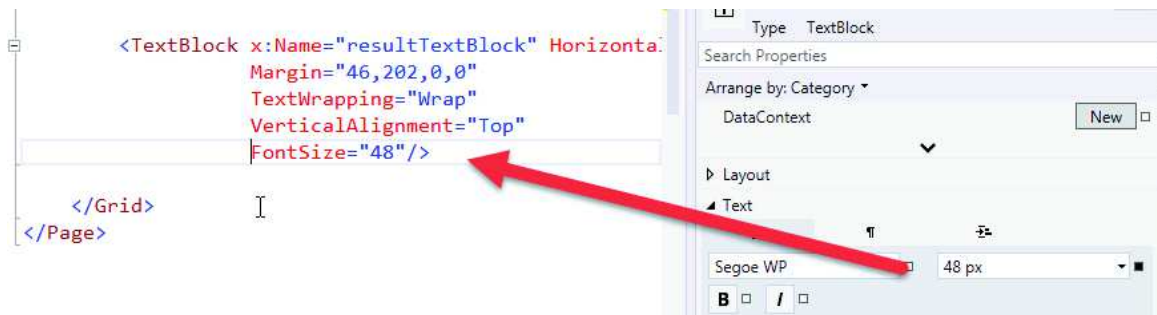 <TextBlock x:Name="resultTextBlock" Horizonta
Margin="46,202,0,0"
TextWrapping="Wrap"
VerticalAlignment="Top"
FontSize="48"/>
</Grid>
</Page>
Type TextBlock
Search Properties
Arrange by: Category
DataContext New
Layout
Text
¶
Segoe WP 48 px
B I